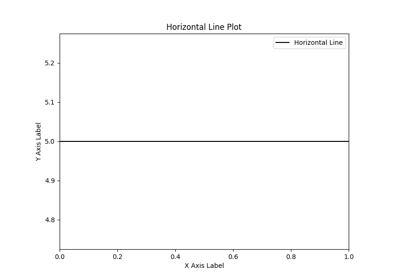 Horizontal Line Plot
Horizontal Line
5.2
5.1
5.0
4.9
4.8
Y Axis Label
0.0 0.2 0.4 0.6 0.8 1.0
X Axis Label